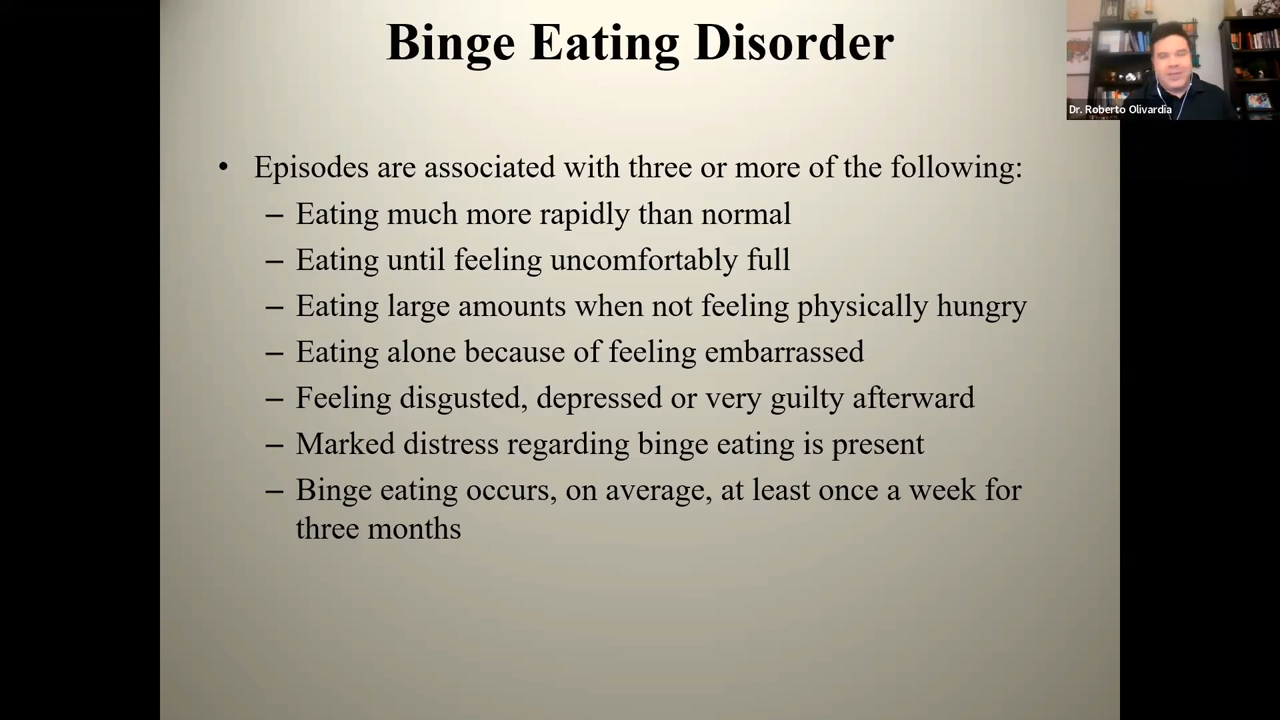 Binge Eating Disorder
Dr. Roberto Olivardia
• Episodes are associated with three or more of the following:
– Eating much more rapidly than normal
– Eating until feeling uncomfortably full
– Eating large amounts when not feeling physically hungry
– Eating alone because of feeling embarrassed
– Feeling disgusted, depressed or very guilty afterward
– Marked distress regarding binge eating is present
– Binge eating occurs, on average, at least once a week for
three months